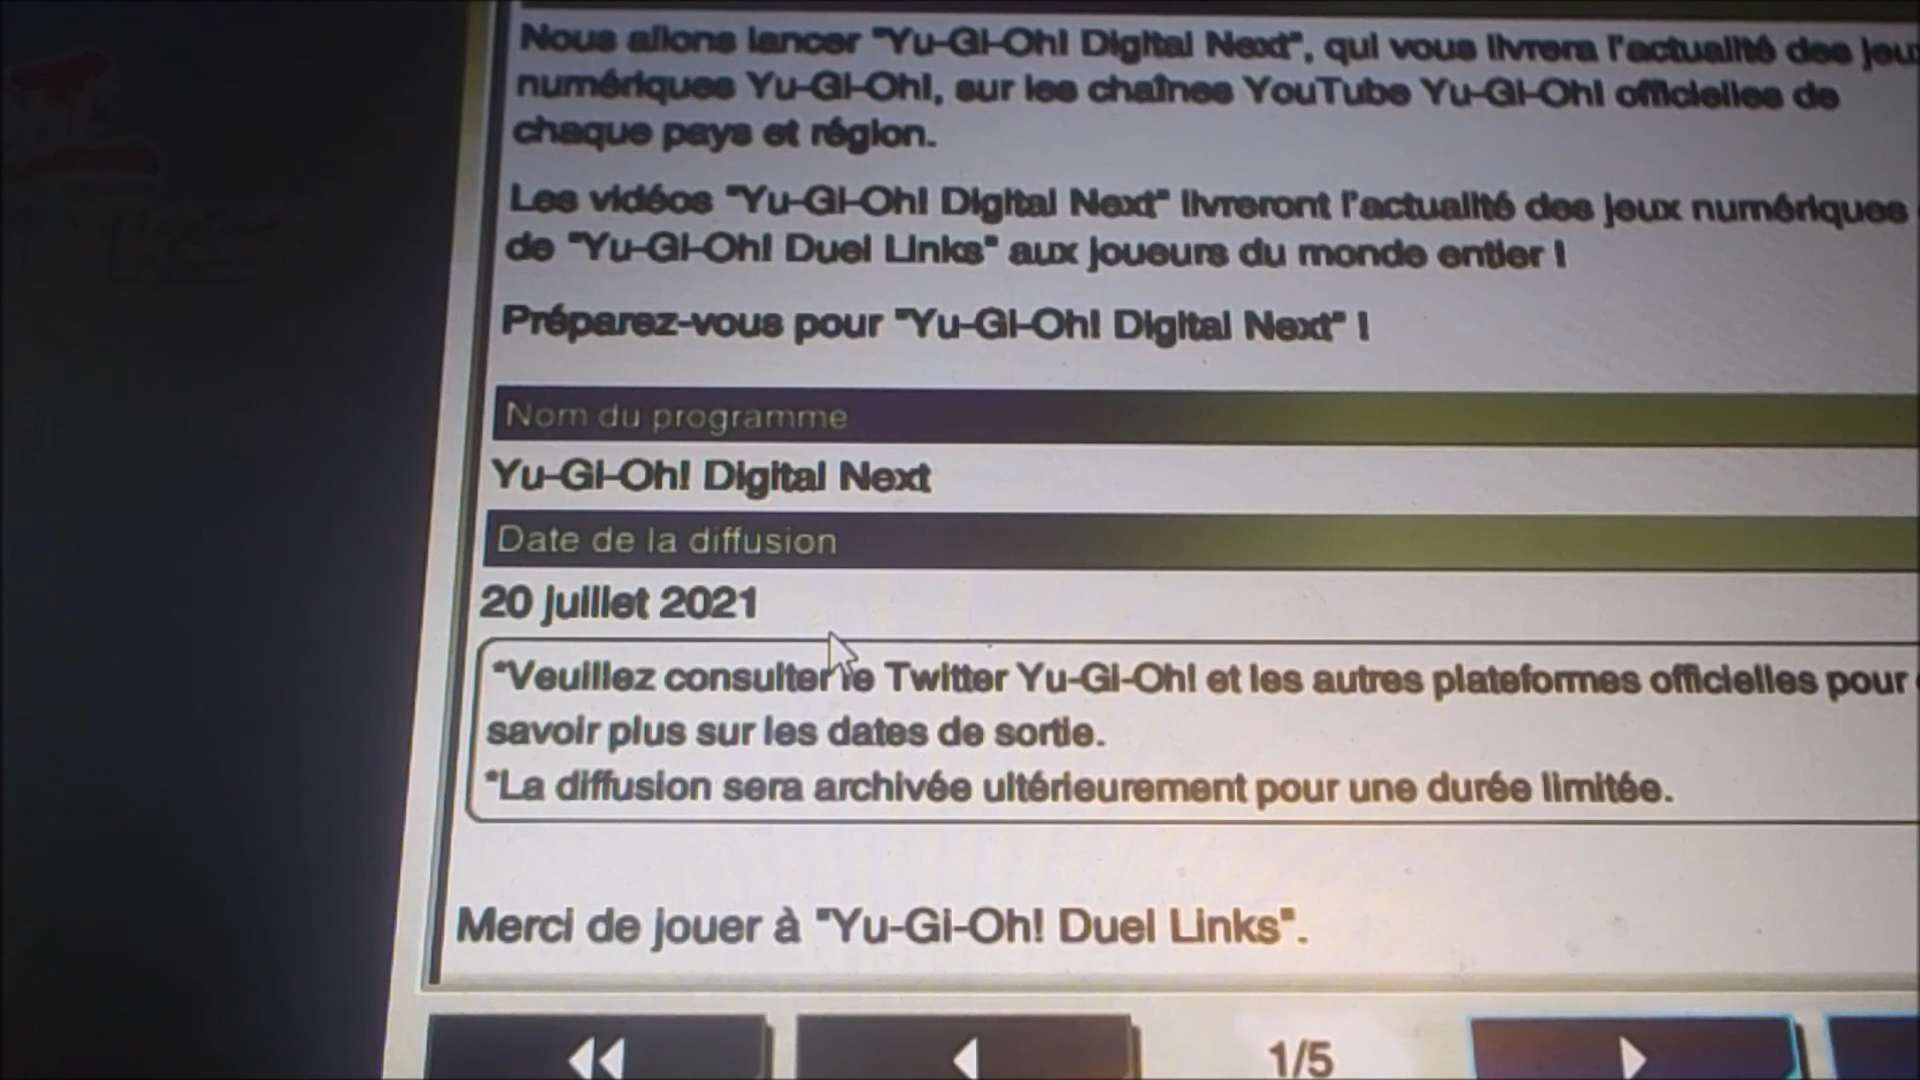 Nous allons lancer "Yu-Gi-Oh! Digital Next", qui vous livrera l'actualité des
numériques Yu-Gi-Oh!, sur les chaînes YouTube Yu-Gi-Oh! officielles de
chaque pays et région.
Les vidéos "Yu-Gi-Oh! Digital Next" livreront l'actualité des jeux numériques
de "Yu-Gi-Oh! Duel Links" aux joueurs du monde entier !
Préparez-vous pour "Yu-Gi-Oh! Digital Next" !
Nom du programme
Yu-Gi-Oh! Digital Next
Date de la diffusion
20 juillet 2021
*Veuillez consulter le Twitter Yu-Gi-Oh! et les autres plateformes officielles pour
savoir plus sur les dates de sortie.
*La diffusion sera archivée ultérieurement pour une durée limitée.
Merci de jouer à "Yu-Gi-Oh! Duel Links".
1/5